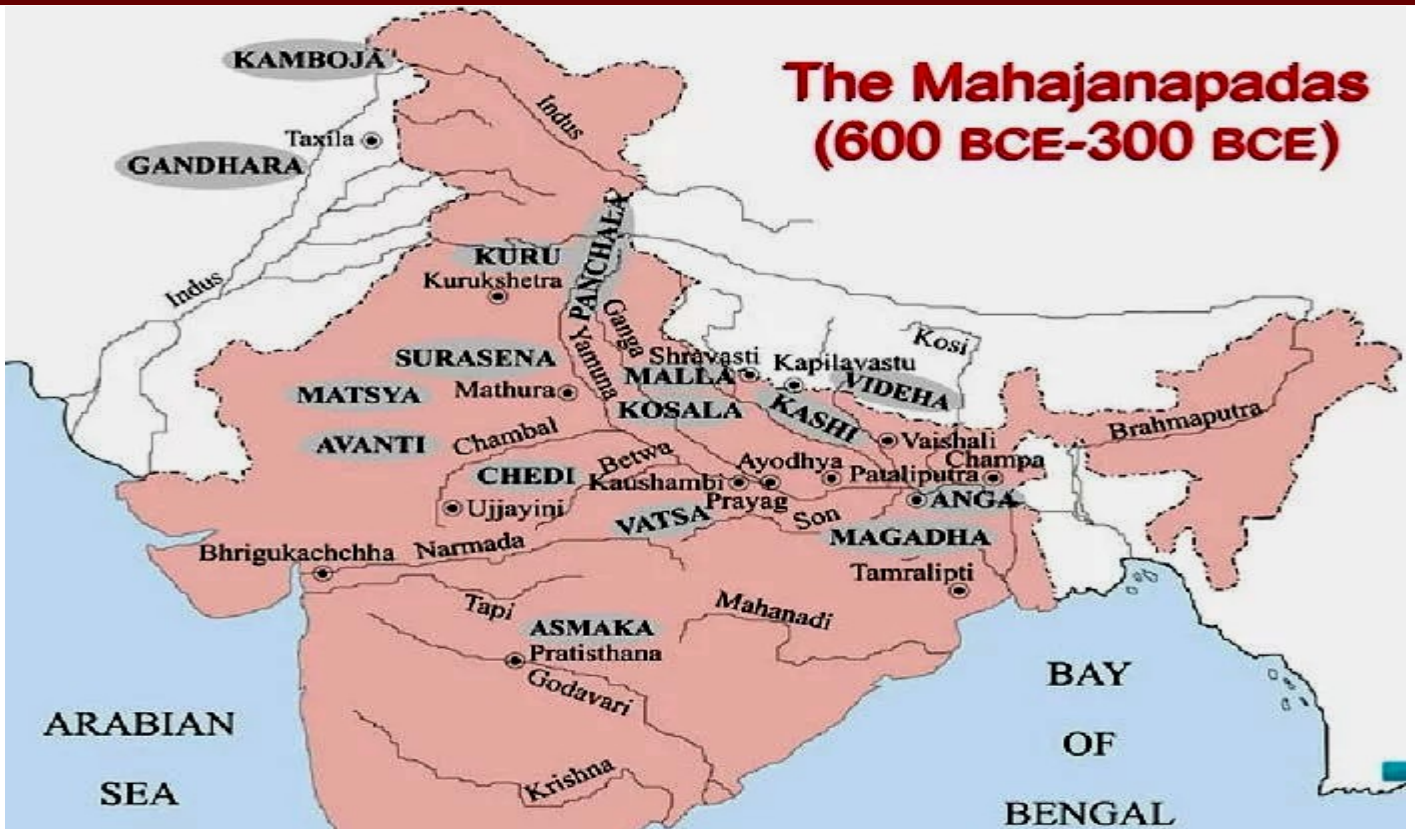 The Mahajanapadas
(600 BCE-300 BCE)
KAMBOJA
Indus
Taxila
GANDHARA
PANCHALA
KURU
Kurukshetra
Indus
Ganga
Yamuna
Kosi
SURASENA
Shravasti
Kapilavastu
MALLA
VIDEHA
MATSYA
Mathura
KOSALA
KASHI
Brahmaputra
AVANTI
Chambal
Vaishali
Betwa
Ayodhya
Champa
CHEDI
Kaushambi
Pataliputra
Prayag
ANGA
Ujjayini
VATSA
Son
MAGADHA
Bhrigukachchha
Narmada
Tamralipti
Tapi
Mahanadi
ASMAKA
Pratisthana
Godavari
BAY
OF
BENGAL
ARABIAN
SEA
Krishna